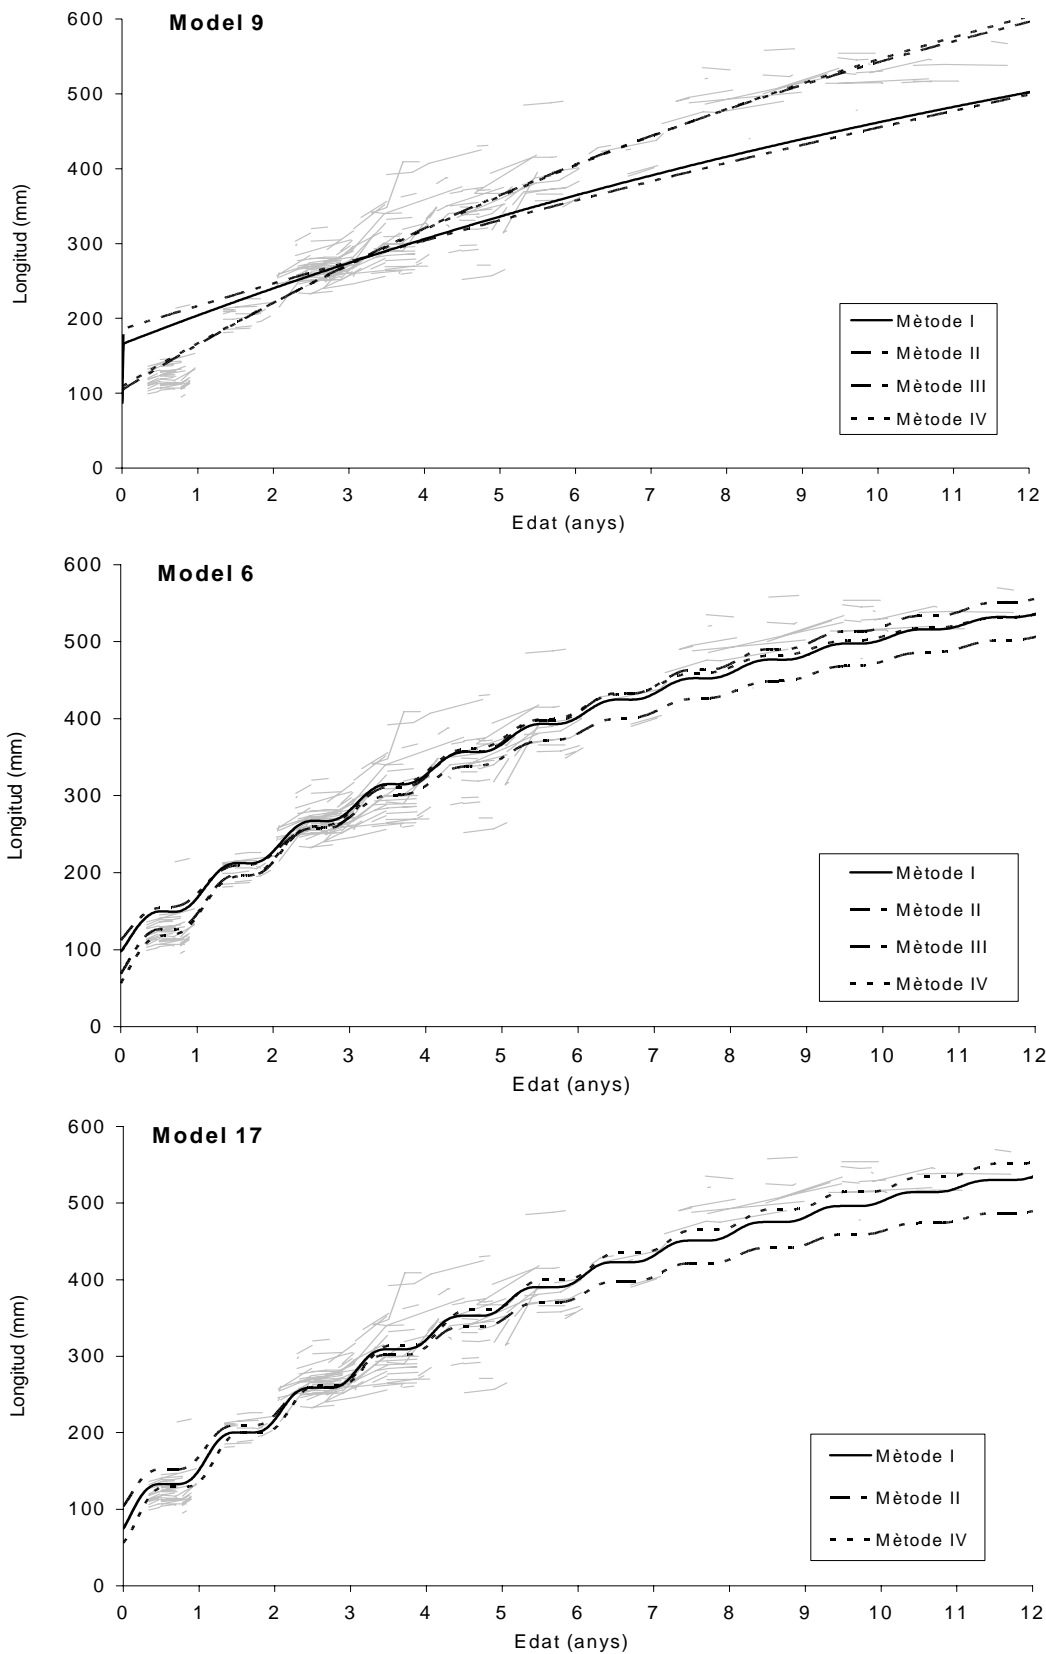 Model 9
600
500
400
300
200
100
0
Longitud (mm)
0 1 2 3 4 5 6 7 8 9 10 11 12
Edat (anys)
Mètode I
Mètode II
Mètode III
Mètode IV
Model 6
600
500
400
300
200
100
0
Longitud (mm)
0 1 2 3 4 5 6 7 8 9 10 11 12
Edat (anys)
Mètode I
Mètode II
Mètode III
Mètode IV
Model 17
600
500
400
300
200
100
0
Longitud (mm)
0 1 2 3 4 5 6 7 8 9 10 11 12
Edat (anys)
Mètode I
Mètode II
Mètode IV